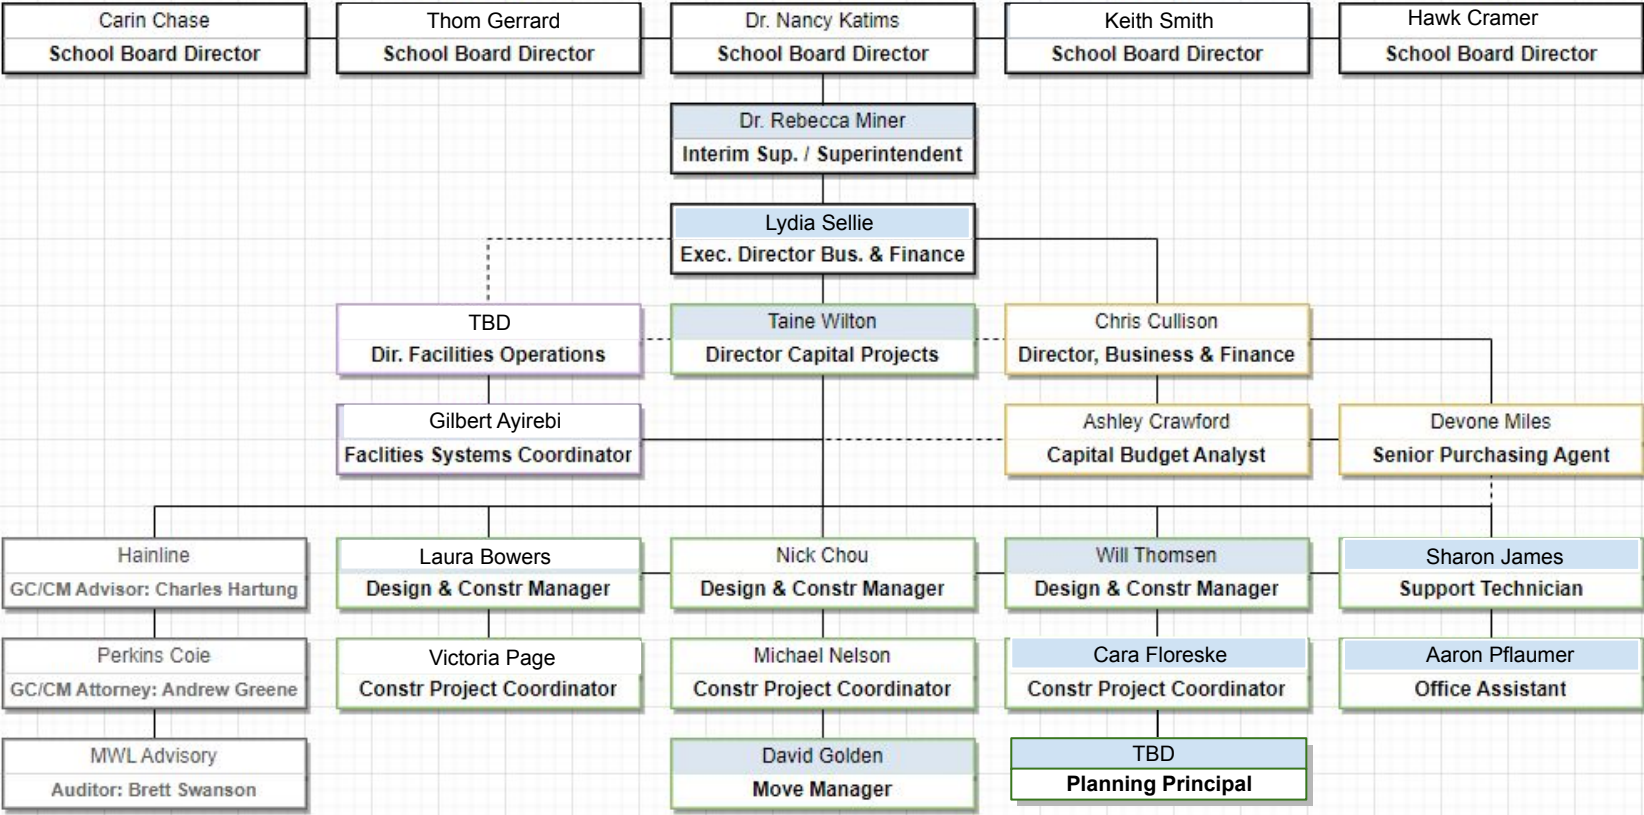 Carin Chase
School Board Director
Thom Gerrard
School Board Director
Dr. Nancy Katims
School Board Director
Keith Smith
School Board Director
Hawk Cramer
School Board Director
Dr. Rebecca Miner
Interim Sup. / Superintendent
Lydia Sellie
Exec. Director Bus. & Finance
TBD
Dir. Facilities Operations
Taine Wilton
Director Capital Projects
Chris Cullison
Director, Business & Finance
Gilbert Ayirebi
Faclities Systems Coordinator
Ashley Crawford
Capital Budget Analyst
Devone Miles
Senior Purchasing Agent
Hainline
GC/CM Advisor: Charles Hartung
Laura Bowers
Design & Constr Manager
Nick Chou
Design & Constr Manager
Will Thomsen
Design & Constr Manager
Sharon James
Support Technician
Perkins Coie
GC/CM Attorney: Andrew Greene
Victoria Page
Constr Project Coordinator
Michael Nelson
Constr Project Coordinator
Cara Floreske
Constr Project Coordinator
Aaron Pflaumer
Office Assistant
MWL Advisory
Auditor: Brett Swanson
David Golden
Move Manager
TBD
Planning Principal